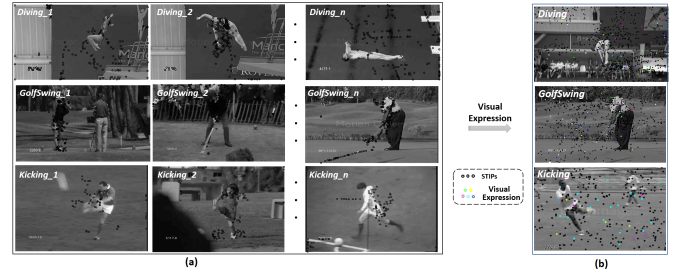 Diving_1
Diving_2
Diving_n
Diving
GolfSwing_1
GolfSwing_2
GolfSwing_n
GolfSwing
Visual
Expression
Kicking_1
Kicking_2
Kicking_n
Kicking
STIPs
Visual
Expression
(a)
(b)